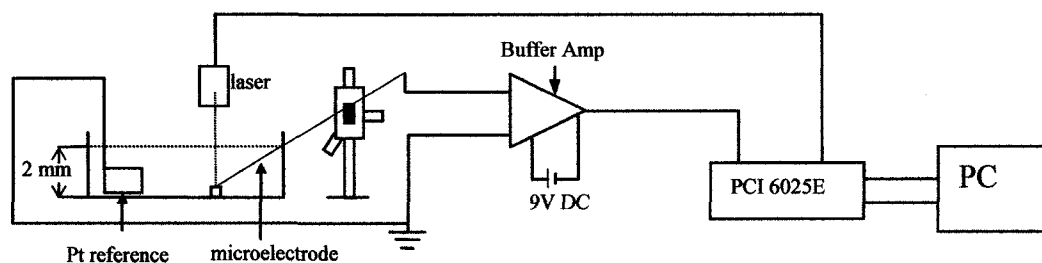 Buffer Amp
laser
2 mm
PCI 6025E
PC
9V DC
Pt reference
microelectrode